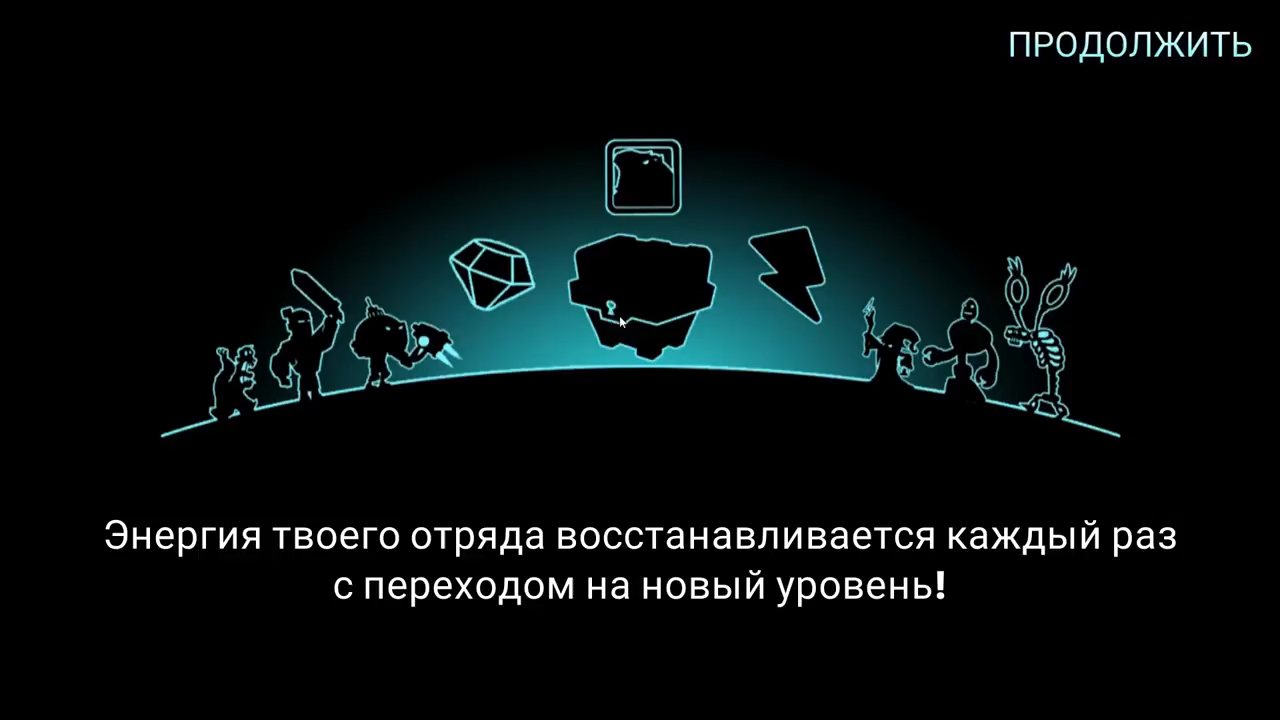 ПРОДОЛЖИТЬ
Энергия твоего отряда восстанавливается каждый раз
с переходом на новый уровень!